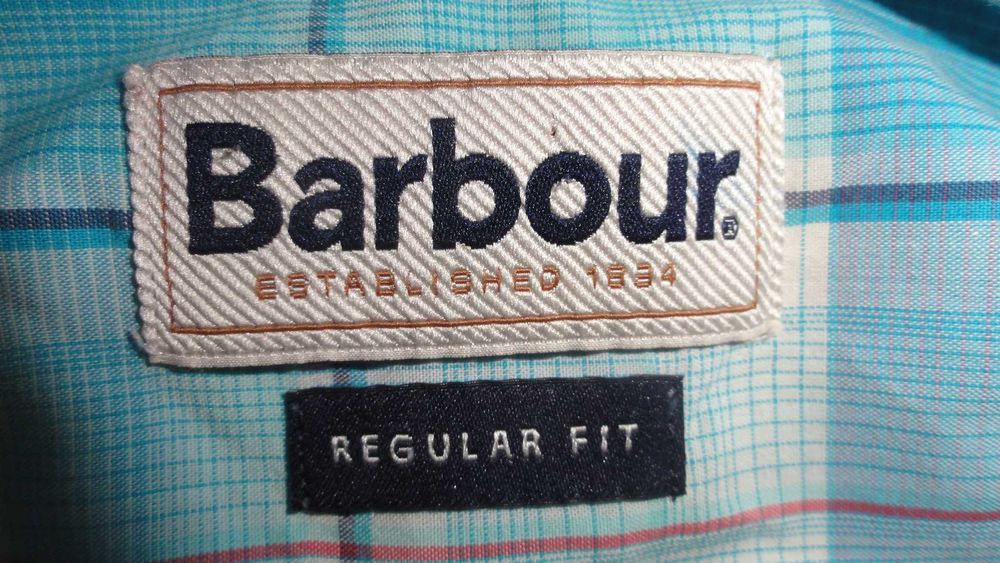 Barbour®
ESTABLISHED 1894
REGULAR FIT